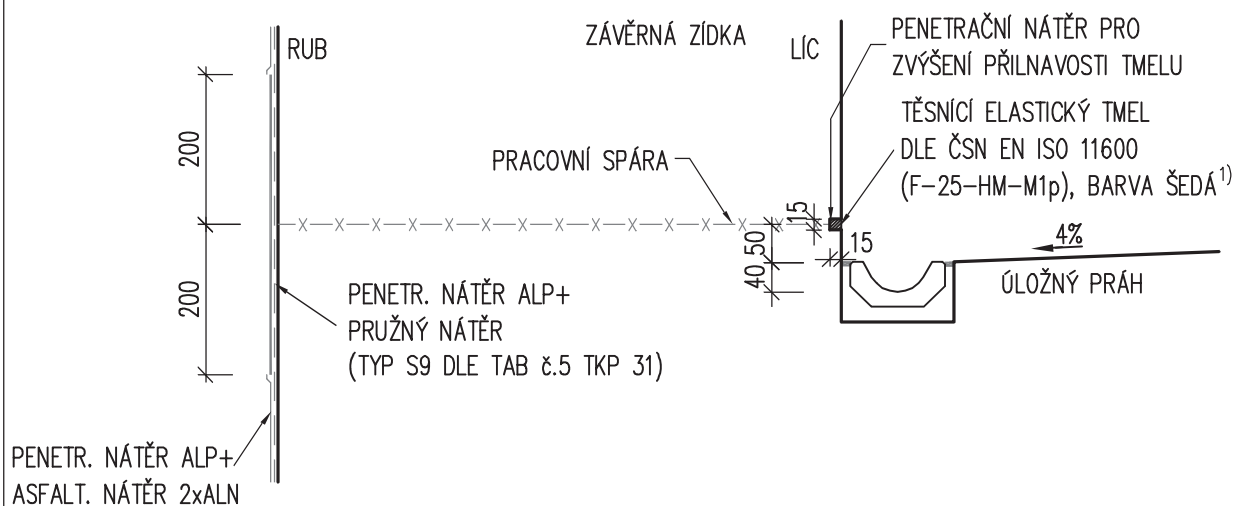 RUB
ZÁVĚRNÁ ZÍDKA
LÍC
PENETRAČNÍ NÁTĚR PRO
ZVÝŠENÍ PŘILNAVOSTI TMELU
TĚSNÍCÍ ELASTICKÝ TMEL
DLE ČSN EN ISO 11600
(F-25-HM-M1p), BARVA ŠEDÁ1)
PRACOVNÍ SPÁRA
200
200
15
15
50
40
4%
ÚLOŽNÝ PRÁH
PENETR. NÁTĚR ALP+
PRUŽNÝ NÁTĚR
(TYP S9 DLE TAB č.5 TKP 31)
PENETR. NÁTĚR ALP+
ASFALT. NÁTĚR 2xALN